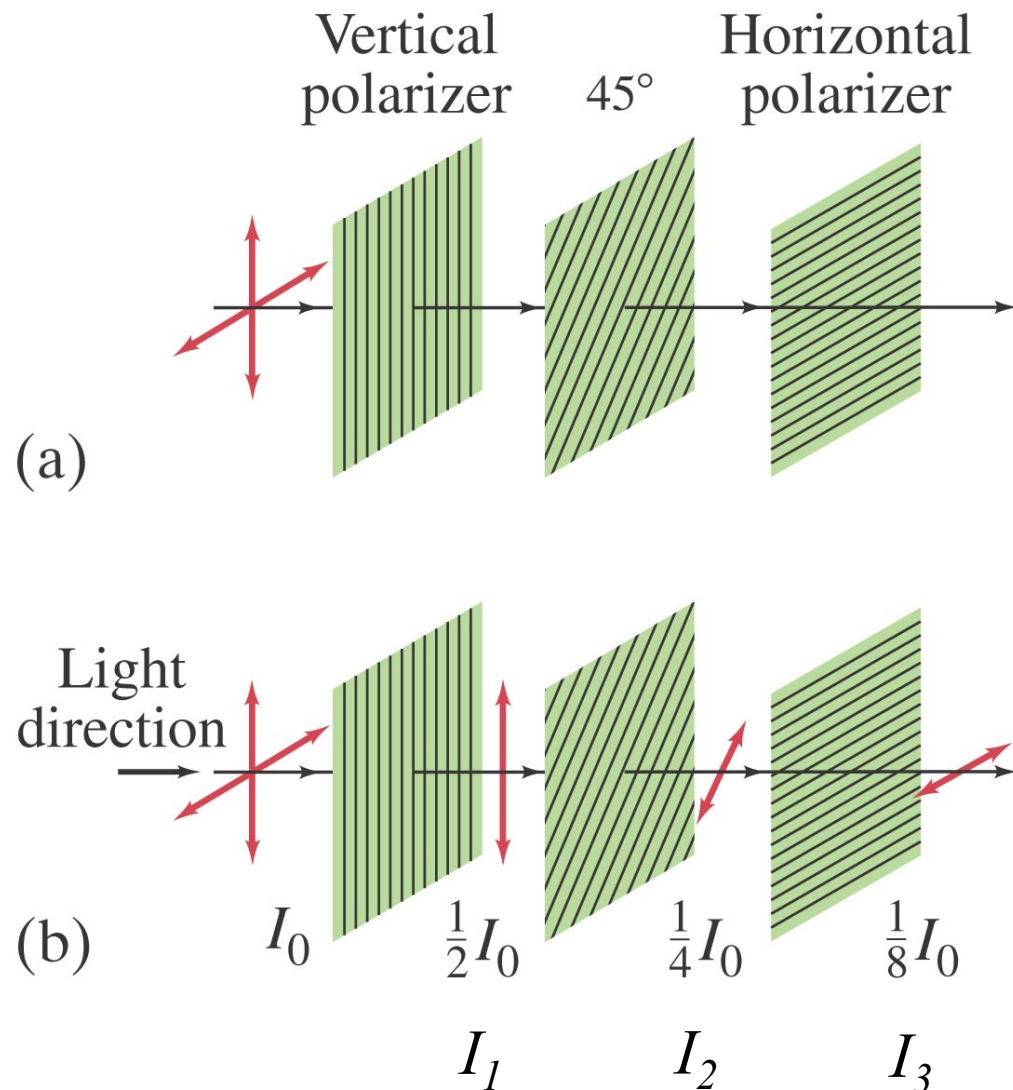 Vertical
polarizer
45°
Horizontal
polarizer
(a)
Light
direction
(b)
I₀
½I₀
¼I₀
⅛I₀
I₁
I₂
I₃